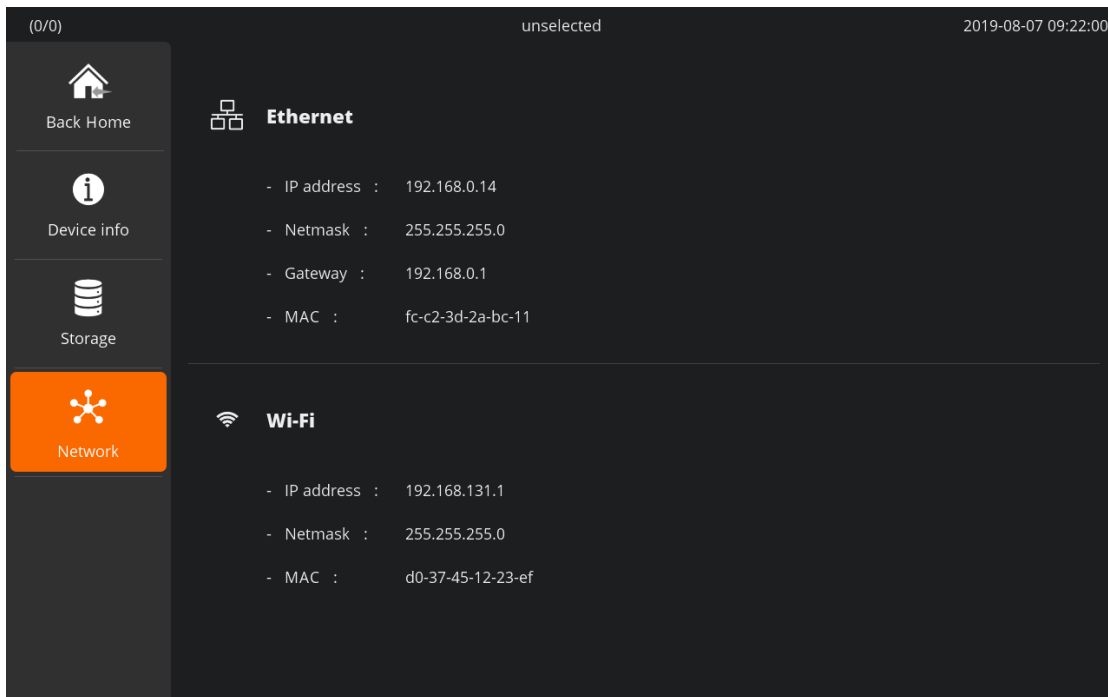 (0/0) unselected 2019-08-07 09:22:00
Back Home
Device info
Storage
Network
Ethernet
- IP address : 192.168.0.14
- Netmask : 255.255.255.0
- Gateway : 192.168.0.1
- MAC : fc-c2-3d-2a-bc-11
Wi-Fi
- IP address : 192.168.131.1
- Netmask : 255.255.255.0
- MAC : d0-37-45-12-23-ef